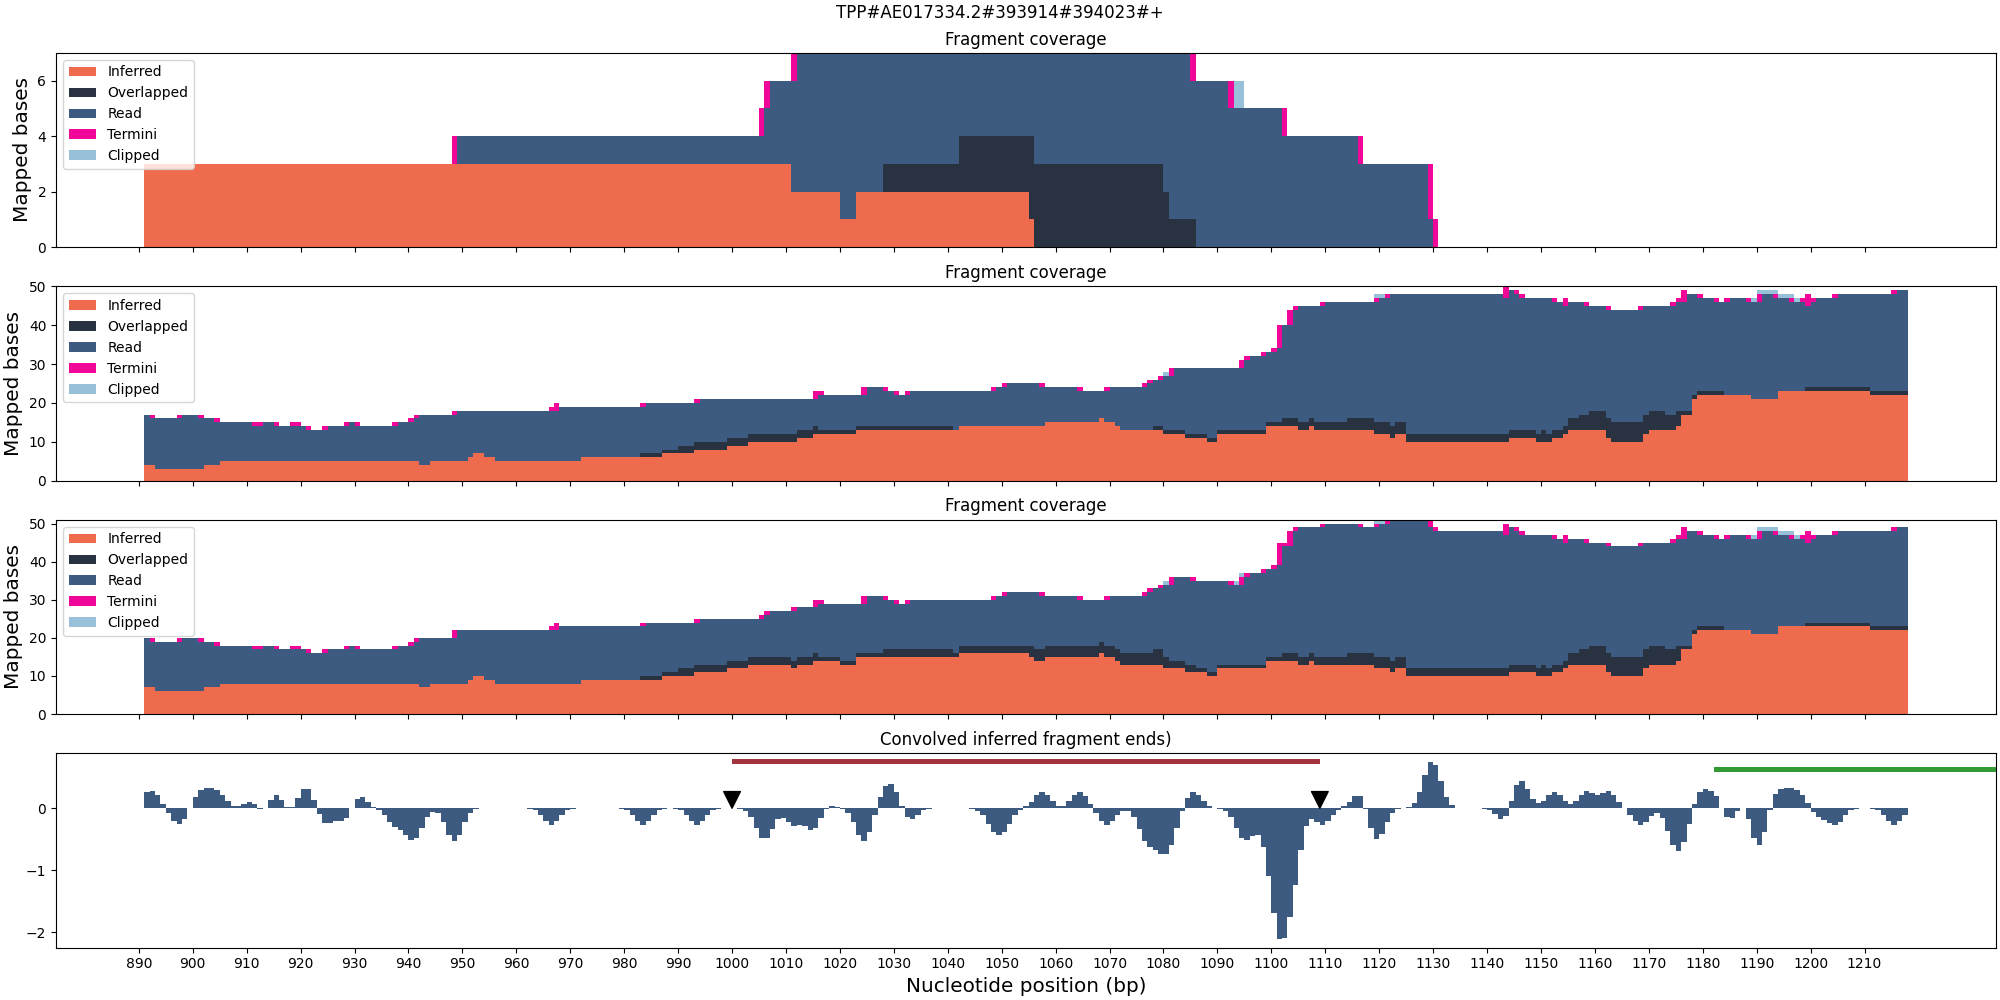 TPP#AE017334.2#393914#394023#+
Fragment coverage
Mapped bases
6
4
2
0
Inferred
Overlapped
Read
Termini
Clipped
Fragment coverage
Mapped bases
50
40
30
20
10
0
Inferred
Overlapped
Read
Termini
Clipped
Fragment coverage
Mapped bases
50
40
30
20
10
0
Inferred
Overlapped
Read
Termini
Clipped
Convolved inferred fragment ends)
0
−1
−2
890 900 910 920 930 940 950 960 970 980 990 1000 1010 1020 1030 1040 1050 1060 1070 1080 1090 1100 1110 1120 1130 1140 1150 1160 1170 1180 1190 1200 1210
Nucleotide position (bp)